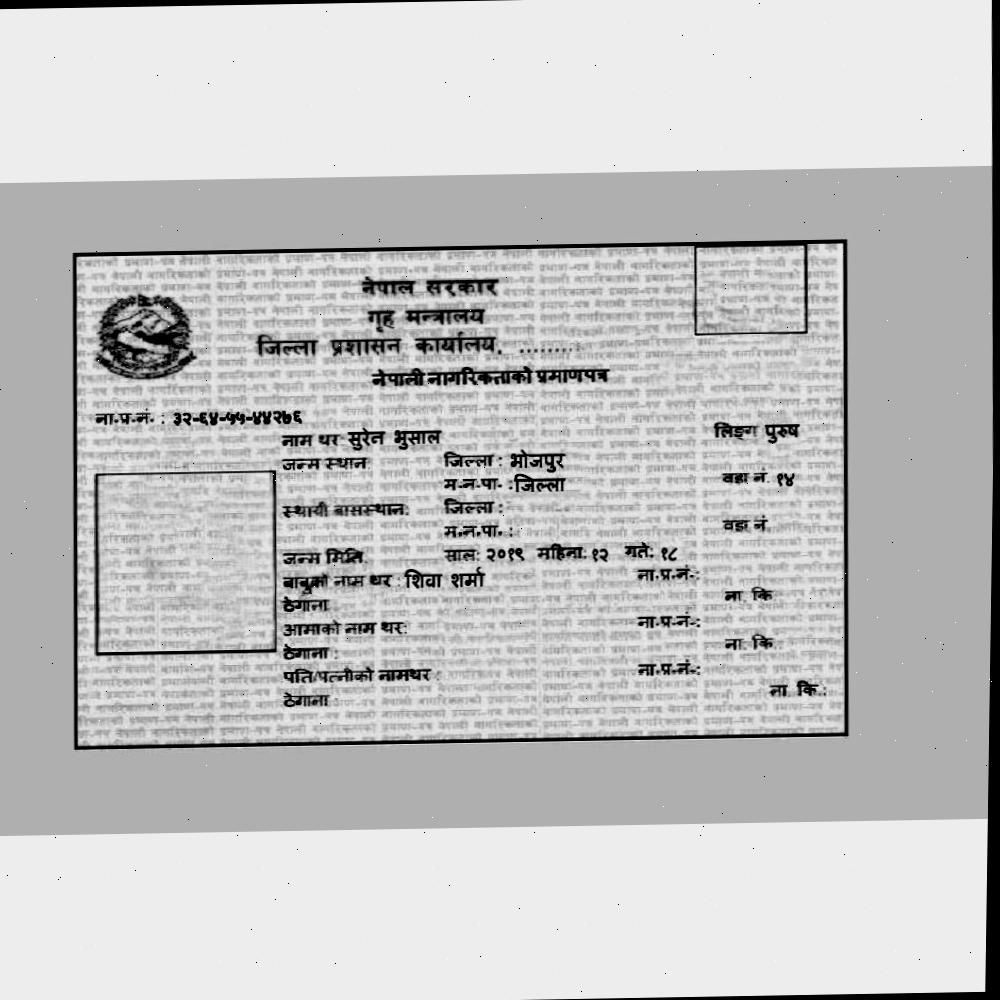 नेपाल सरकार
गृह मन्त्रालय
जिल्ला प्रशासन कार्यालय, ........
नेपाली नागरिकताको प्रमाणपत्र
ना.प्र.नं. : ३२-६४-५५-४४२७६
नाम थर सुरेन भुसाल लिङ्ग पुरुष
जन्म स्थान जिल्ला : भोजपुर
म.न.पा. :जिल्ला वडा नं. १४
स्थायी बासस्थान: जिल्ला :
म.न.पा. : वडा नं
जन्म मिति साल: २०१९ महिना: १२ गते: १८
बाबुको नाम थर : शिवा शर्मा ना.प्र.नं.:
ठेगाना ना. कि
आमाको नाम थर: ना.प्र.नं.:
ठेगाना : ना. कि.
पति/पत्नीको नामथर : ना.प्र.नं.:
ठेगाना ना. कि.: